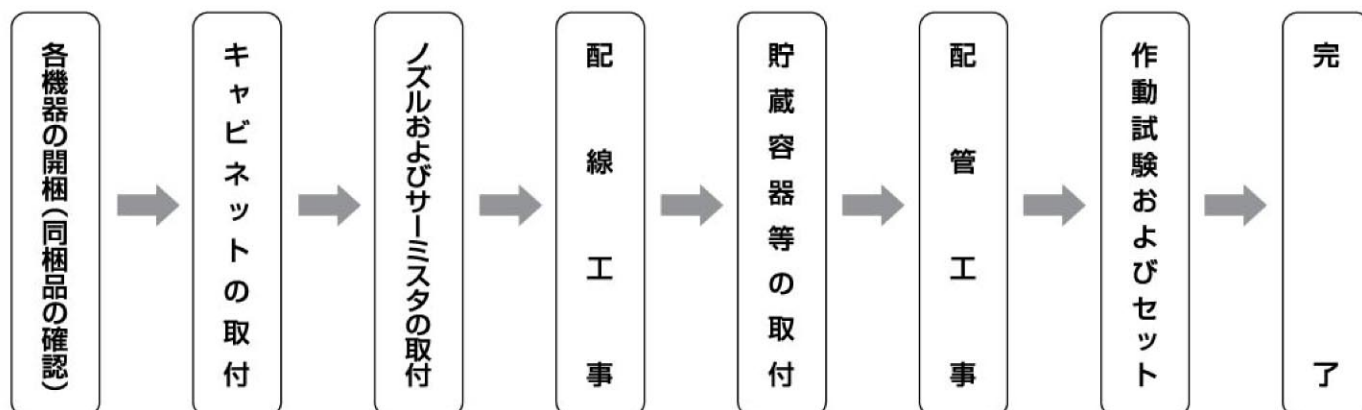 各機器の開梱(同梱品の確認)
キャビネットの取付
ノズルおよびサーミスタの取付
配線工事
貯蔵容器等の取付
配管工事
作動試験およびセット
完了